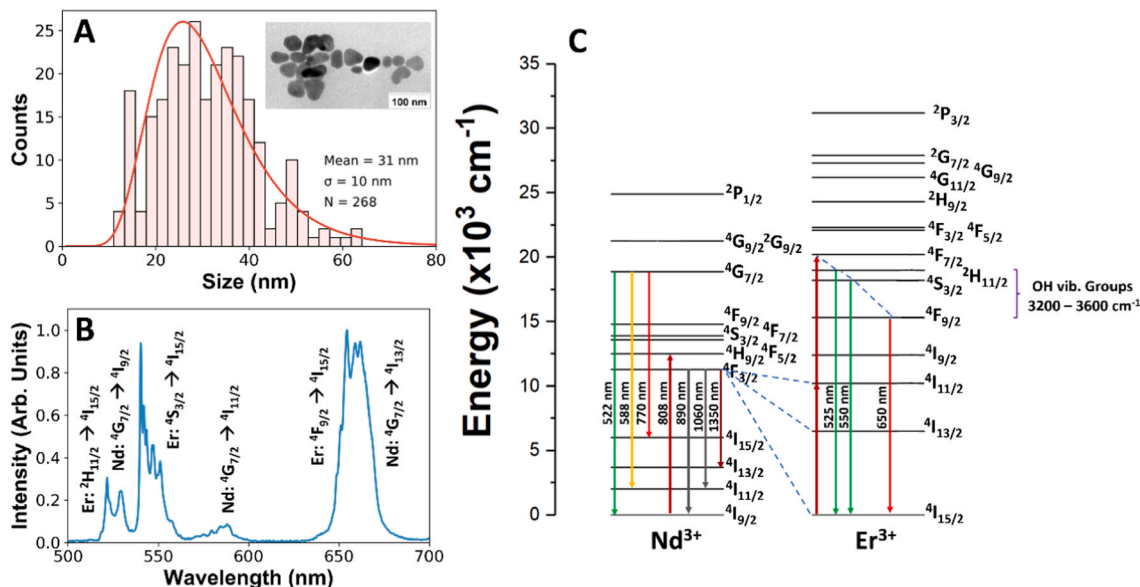 A
Counts
25
20
15
10
5
0
0 20 40 60 80
Size (nm)
100 nm
Mean = 31 nm
σ = 10 nm
N = 268
B
Intensity (Arb. Units)
1.0
0.8
0.6
0.4
0.2
0.0
500 550 600 650 700
Wavelength (nm)
Er: ²H₁₁/₂ → ⁴I₁₅/₂
Nd: ⁴G₇/₂ → ⁴I₉/₂
Er: ⁴S₃/₂ → ⁴I₁₅/₂
Nd: ⁴G₇/₂ → ⁴I₁₁/₂
Er: ⁴F₉/₂ → ⁴I₁₅/₂
Nd: ⁴G₇/₂ → ⁴I₁₃/₂
C
Energy (x10³ cm⁻¹)
35
30
25
20
15
10
5
0
²P₁/₂
⁴G₉/₂ ²G₉/₂
⁴G₇/₂
⁴F₉/₂ ⁴F₇/₂
⁴S₃/₂
⁴H₉/₂ ⁴F₅/₂
⁴F₃/₂
⁴I₁₅/₂
⁴I₁₃/₂
⁴I₁₁/₂
⁴I₉/₂
522 nm
588 nm
770 nm
808 nm
890 nm
1060 nm
1350 nm
Nd³⁺
²P₃/₂
²G₇/₂ ⁴G₉/₂
⁴G₁₁/₂
²H₉/₂
⁴F₃/₂ ⁴F₅/₂
⁴F₇/₂
²H₁₁/₂
⁴S₃/₂
⁴F₉/₂
⁴I₉/₂
⁴I₁₁/₂
⁴I₁₃/₂
⁴I₁₅/₂
525 nm
550 nm
650 nm
Er³⁺
OH vib. Groups
3200 – 3600 cm⁻¹